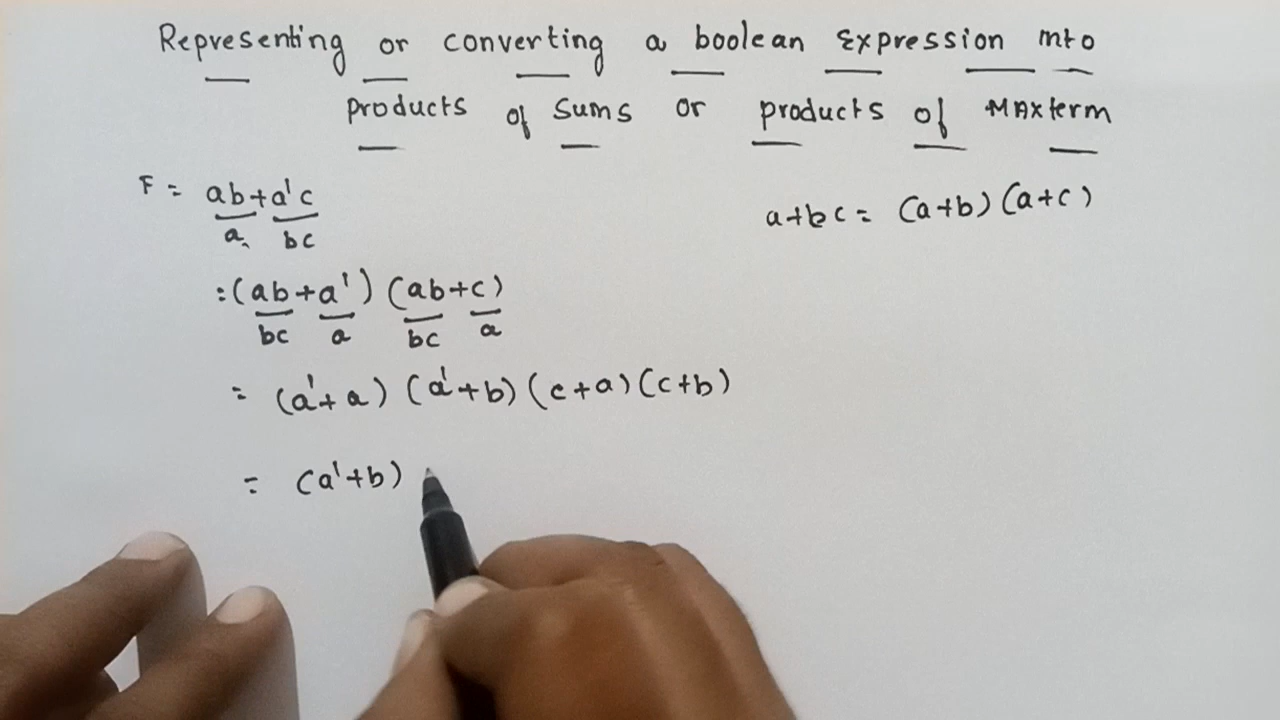 Representing or converting a boolean Expression into
products of sums or products of MAXterm
F = ab+a'c
a bc
a+bc = (a+b) (a+c)
:(ab+a') (ab+c)
bc a bc a
= (a'+a) (a'+b) (c+a) (c+b)
= (a'+b)